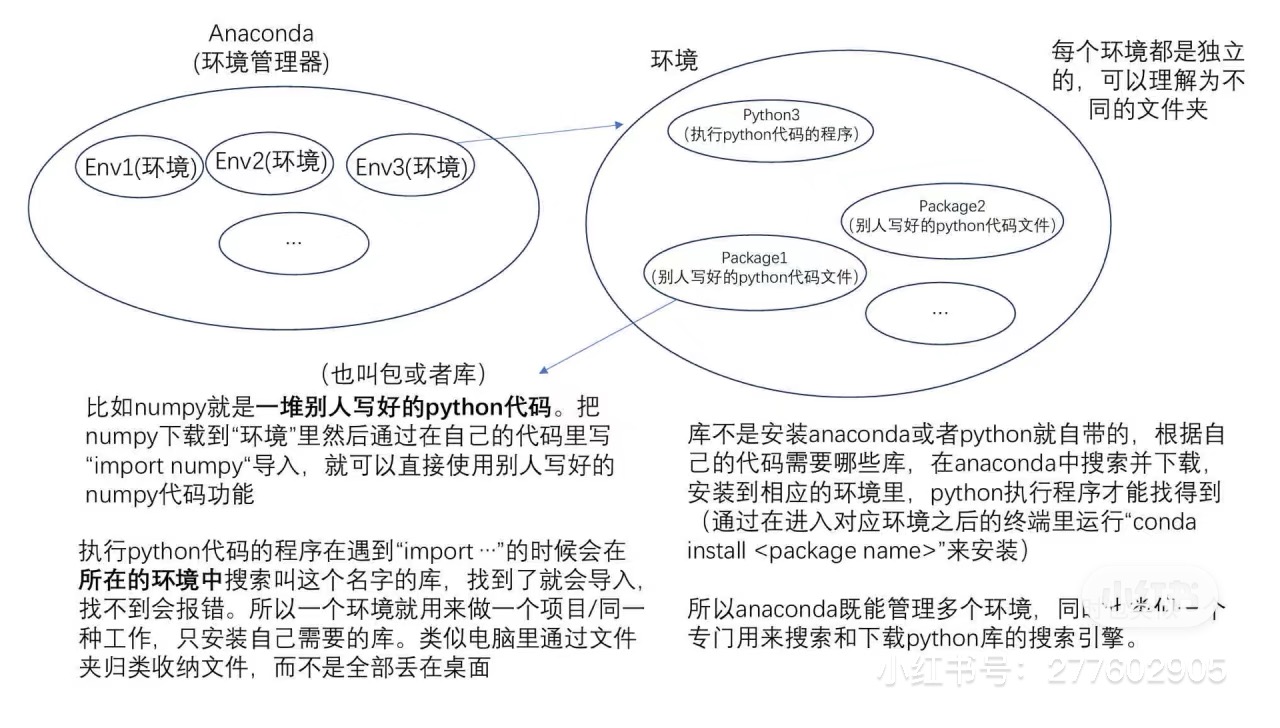 Anaconda
(环境管理器)
Env1(环境)
Env2(环境)
Env3(环境)
…
环境
每个环境都是独立
的，可以理解为不
同的文件夹
Python3
(执行python代码的程序)
Package2
(别人写好的python代码文件)
Package1
(别人写好的python代码文件)
…
（也叫包或者库）
比如numpy就是一堆别人写好的python代码。把
numpy下载到“环境”里然后通过在自己的代码里写
“import numpy“导入，就可以直接使用别人写好的
numpy代码功能
执行python代码的程序在遇到“import …”的时候会在
所在的环境中搜索叫这个名字的库，找到了就会导入，
找不到会报错。所以一个环境就用来做一个项目/同一
种工作，只安装自己需要的库。类似电脑里通过文件
夹归类收纳文件，而不是全部丢在桌面
库不是安装anaconda或者python就自带的，根据自
己的代码需要哪些库，在anaconda中搜索并下载，
安装到相应的环境里，python执行程序才能找得到
（通过在进入对应环境之后的终端里运行“conda
install <package name>”来安装）
所以anaconda既能管理多个环境，同时也类似一个
专门用来搜索和下载python库的搜索引擎。
小红书
小红书号：277602905